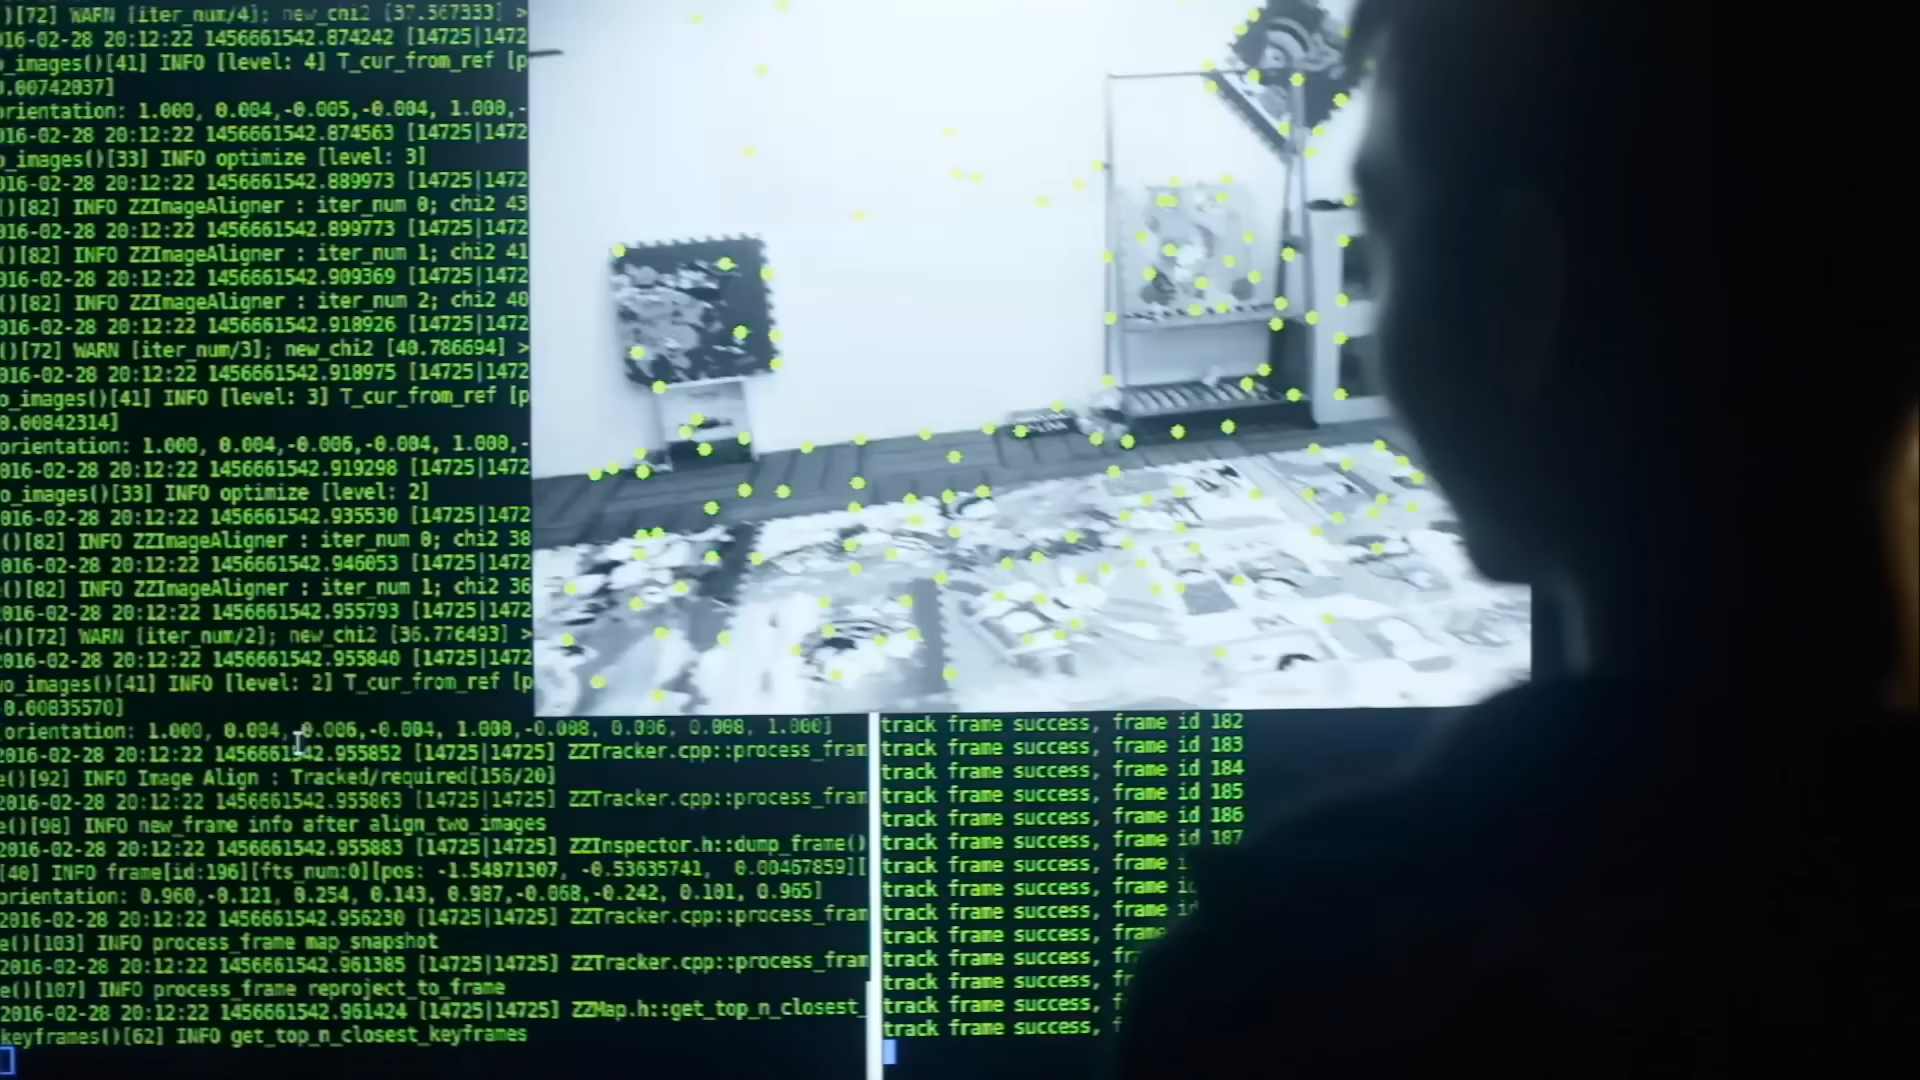 )[72] WARN [iter_num/4]; new_chi2 [37.567333] >
16-02-28 20:12:22 1456661542.874242 [14725|1472
_images()[41] INFO [level: 4] T_cur_from_ref [p
.00742037]
orientation: 1.000, 0.004,-0.005,-0.004, 1.000,-
016-02-28 20:12:22 1456661542.874563 [14725|1472
_images()[33] INFO optimize [level: 3]
016-02-28 20:12:22 1456661542.889973 [14725|1472
()[82] INFO ZZImageAligner : iter_num 0; chi2 43
016-02-28 20:12:22 1456661542.899773 [14725|1472
()[82] INFO ZZImageAligner : iter_num 1; chi2 41
016-02-28 20:12:22 1456661542.909369 [14725|1472
()[82] INFO ZZImageAligner : iter_num 2; chi2 40
016-02-28 20:12:22 1456661542.918926 [14725|1472
()[72] WARN [iter_num/3]; new_chi2 [40.786694] >
016-02-28 20:12:22 1456661542.918975 [14725|1472
o_images()[41] INFO [level: 3] T_cur_from_ref [p
0.00842314]
orientation: 1.000, 0.004,-0.006,-0.004, 1.000,-
2016-02-28 20:12:22 1456661542.919298 [14725|1472
o_images()[33] INFO optimize [level: 2]
2016-02-28 20:12:22 1456661542.935530 [14725|1472
()[82] INFO ZZImageAligner : iter_num 0; chi2 38
2016-02-28 20:12:22 1456661542.946053 [14725|1472
e()[82] INFO ZZImageAligner : iter_num 1; chi2 36
2016-02-28 20:12:22 1456661542.955793 [14725|1472
e()[72] WARN [iter_num/2]; new_chi2 [36.776493] >
2016-02-28 20:12:22 1456661542.955840 [14725|1472
wo_images()[41] INFO [level: 2] T_cur_from_ref [p
-0.00835570]
orientation: 1.000, 0.004,-0.006,-0.004, 1.000,-0.008, 0.006, 0.008, 1.000]
2016-02-28 20:12:22 1456661542.955852 [14725|14725] ZZTracker.cpp::process_fram
e()[92] INFO Image Align : Tracked/required[156/20]
2016-02-28 20:12:22 1456661542.955863 [14725|14725] ZZTracker.cpp::process_fram
e()[98] INFO new_frame info after align_two_images
2016-02-28 20:12:22 1456661542.955883 [14725|14725] ZZInspector.h::dump_frame()
[40] INFO frame[id:196][fts_num:0][pos: -1.54871307, -0.53635741, 0.00467859][
orientation: 0.960,-0.121, 0.254, 0.143, 0.987,-0.068,-0.242, 0.101, 0.965]
2016-02-28 20:12:22 1456661542.956230 [14725|14725] ZZTracker.cpp::process_fram
e()[103] INFO process_frame map_snapshot
2016-02-28 20:12:22 1456661542.961385 [14725|14725] ZZTracker.cpp::process_fram
e()[107] INFO process_frame reproject_to_frame
2016-02-28 20:12:22 1456661542.961424 [14725|14725] ZZMap.h::get_top_n_closest_
keyframes()[62] INFO get_top_n_closest_keyframes
track frame success, frame id 182
track frame success, frame id 183
track frame success, frame id 184
track frame success, frame id 185
track frame success, frame id 186
track frame success, frame id 187
track frame success, frame i
track frame success, frame id
track frame success, frame id
track frame success, frame
track frame success, fram
track frame success, fr
track frame success, f
track frame success, f